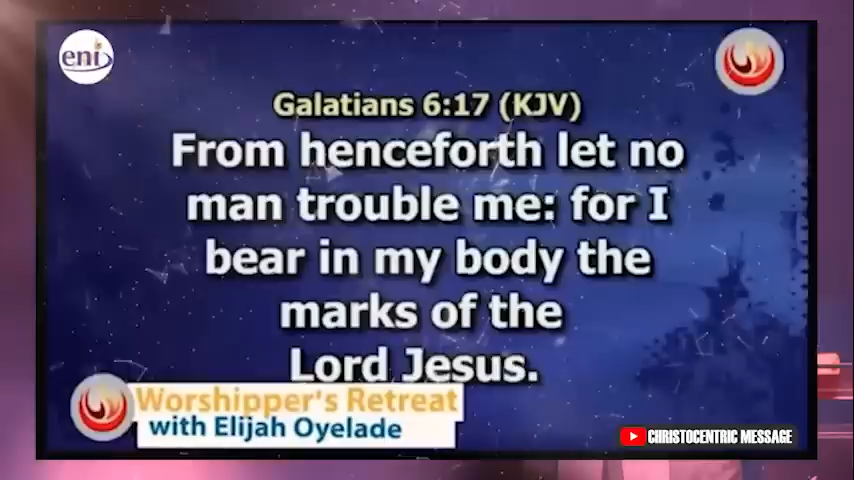 eni
Galatians 6:17 (KJV)
From henceforth let no
man trouble me: for I
bear in my body the
marks of the
Lord Jesus.
Worshipper's Retreat
with Elijah Oyelade
CHRISTOCENTRIC MESSAGE